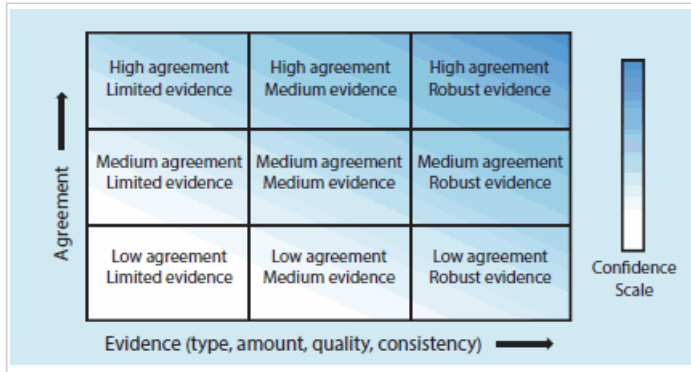 High agreement
Limited evidence
High agreement
Medium evidence
High agreement
Robust evidence
Agreement
Medium agreement
Limited evidence
Medium agreement
Medium evidence
Medium agreement
Robust evidence
Low agreement
Limited evidence
Low agreement
Medium evidence
Low agreement
Robust evidence
Confidence
Scale
Evidence (type, amount, quality, consistency)